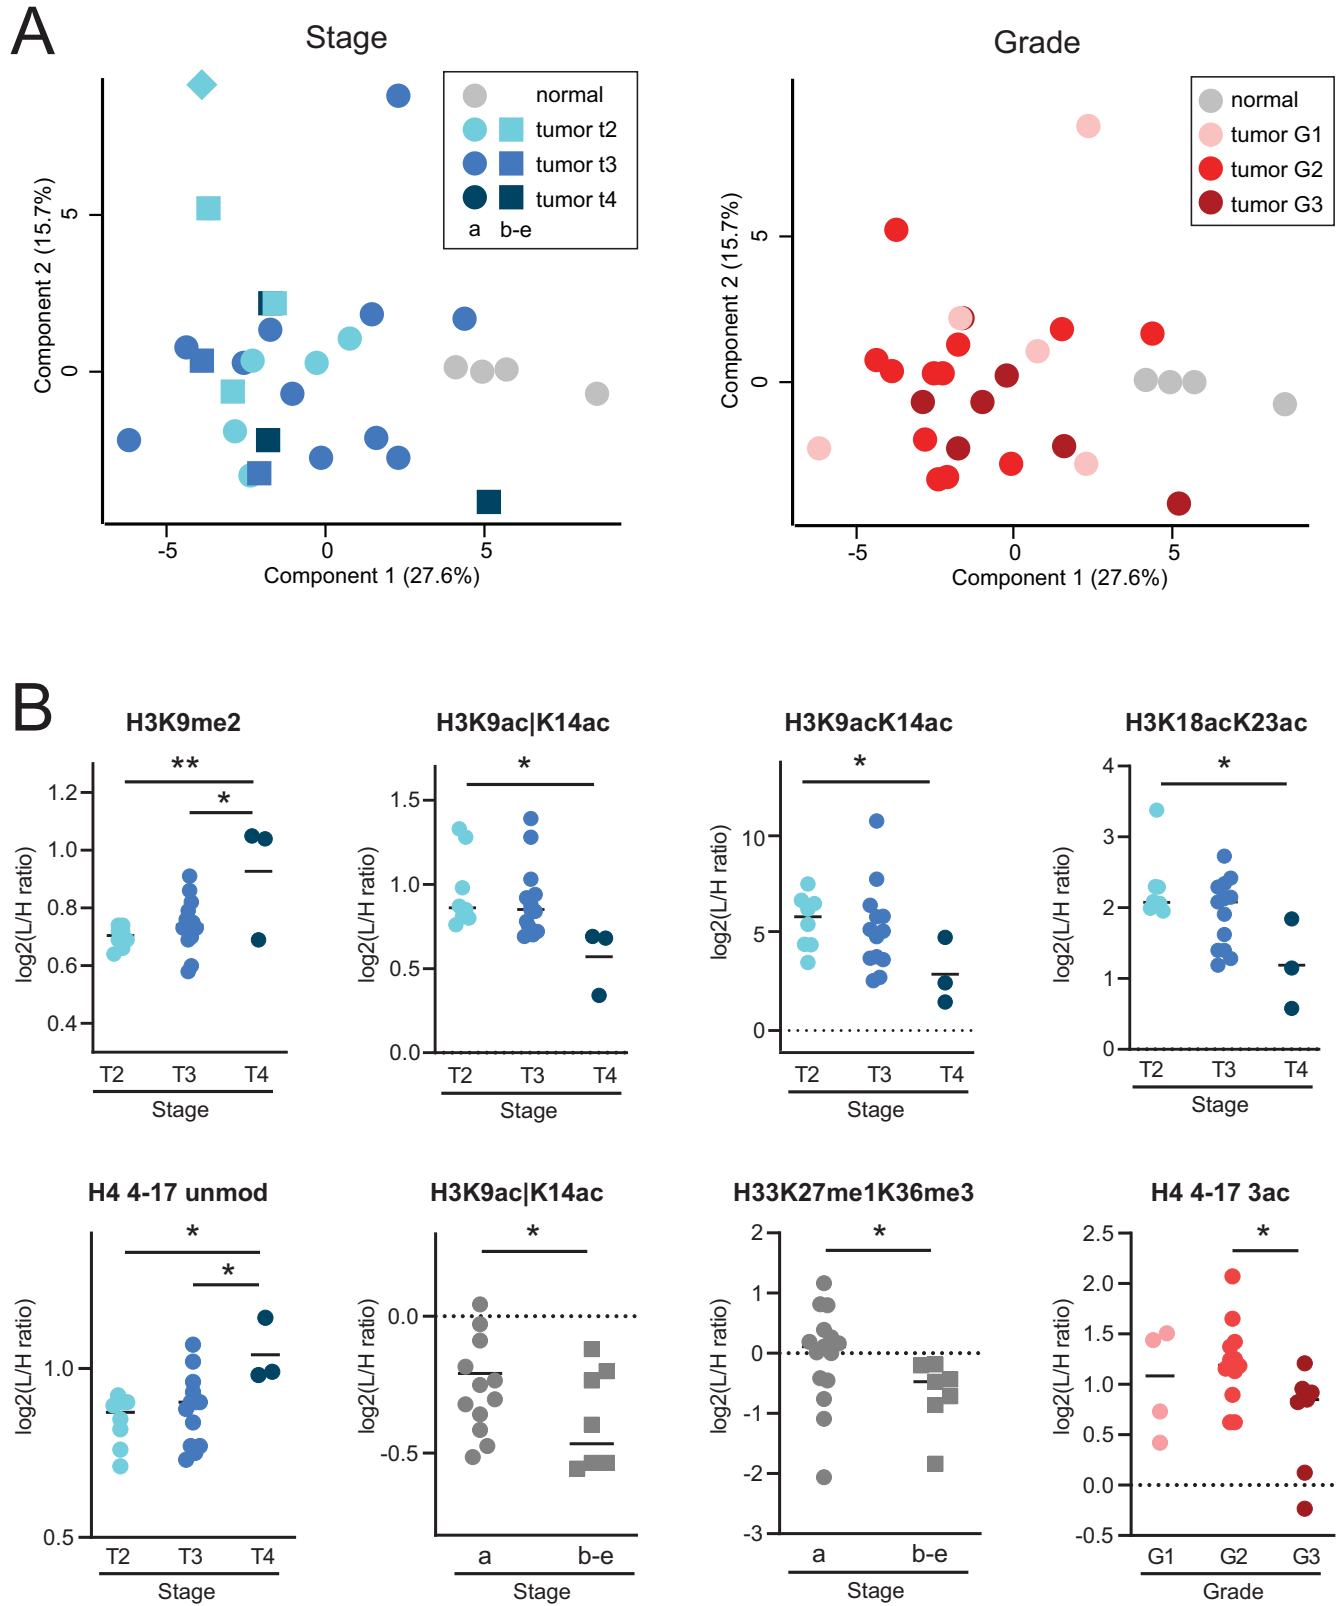 A
Stage
Grade
normal
tumor t2
tumor t3
tumor t4
a b-e
Component 2 (15.7%)
5
0
-5 0 5
Component 1 (27.6%)
normal
tumor G1
tumor G2
tumor G3
Component 2 (15.7%)
5
0
-5 0 5
Component 1 (27.6%)
B
H3K9me2
** 
*
log2(L/H ratio)
1.2
1.0
0.8
0.6
0.4
T2 T3 T4
Stage
H3K9ac|K14ac
*
log2(L/H ratio)
1.5
1.0
0.5
0.0
T2 T3 T4
Stage
H3K9acK14ac
*
log2(L/H ratio)
10
5
0
T2 T3 T4
Stage
H3K18acK23ac
*
log2(L/H ratio)
4
3
2
1
0
T2 T3 T4
Stage
H4 4-17 unmod
*
*
log2(L/H ratio)
1.0
0.5
T2 T3 T4
Stage
H3K9ac|K14ac
*
log2(L/H ratio)
0.0
-0.5
a b-e
Stage
H33K27me1K36me3
*
log2(L/H ratio)
2
1
0
-1
-2
-3
a b-e
Stage
H4 4-17 3ac
*
log2(L/H ratio)
2.5
2.0
1.5
1.0
0.5
0.0
-0.5
G1 G2 G3
Grade